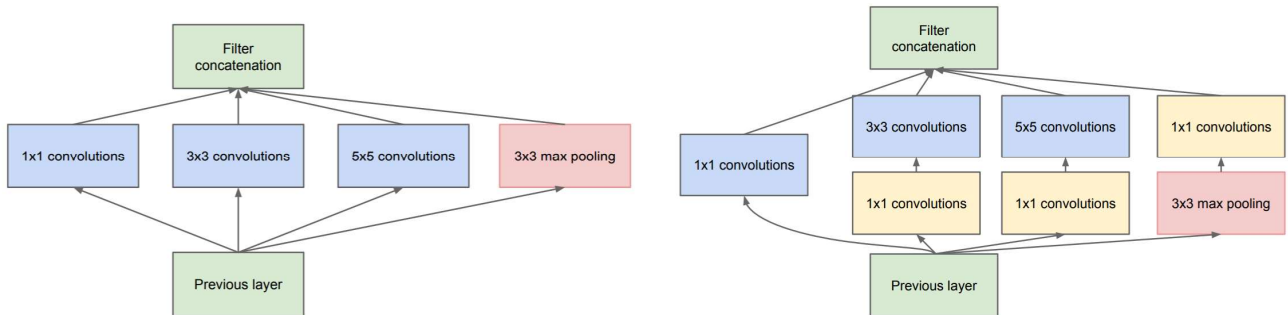 Filter
concatenation
1x1 convolutions
3x3 convolutions
5x5 convolutions
3x3 max pooling
Previous layer
Filter
concatenation
3x3 convolutions
5x5 convolutions
1x1 convolutions
1x1 convolutions
1x1 convolutions
1x1 convolutions
3x3 max pooling
Previous layer